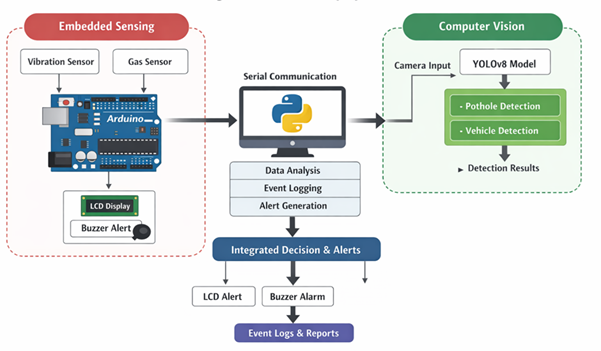 Embedded Sensing
Vibration Sensor
Gas Sensor
Arduino
LCD Display
Buzzer Alert
Serial Communication
Data Analysis
Event Logging
Alert Generation
Integrated Decision & Alerts
LCD Alert
Buzzer Alarm
Event Logs & Reports
Computer Vision
Camera Input
YOLOv8 Model
- Pothole Detection
- Vehicle Detection
Detection Results